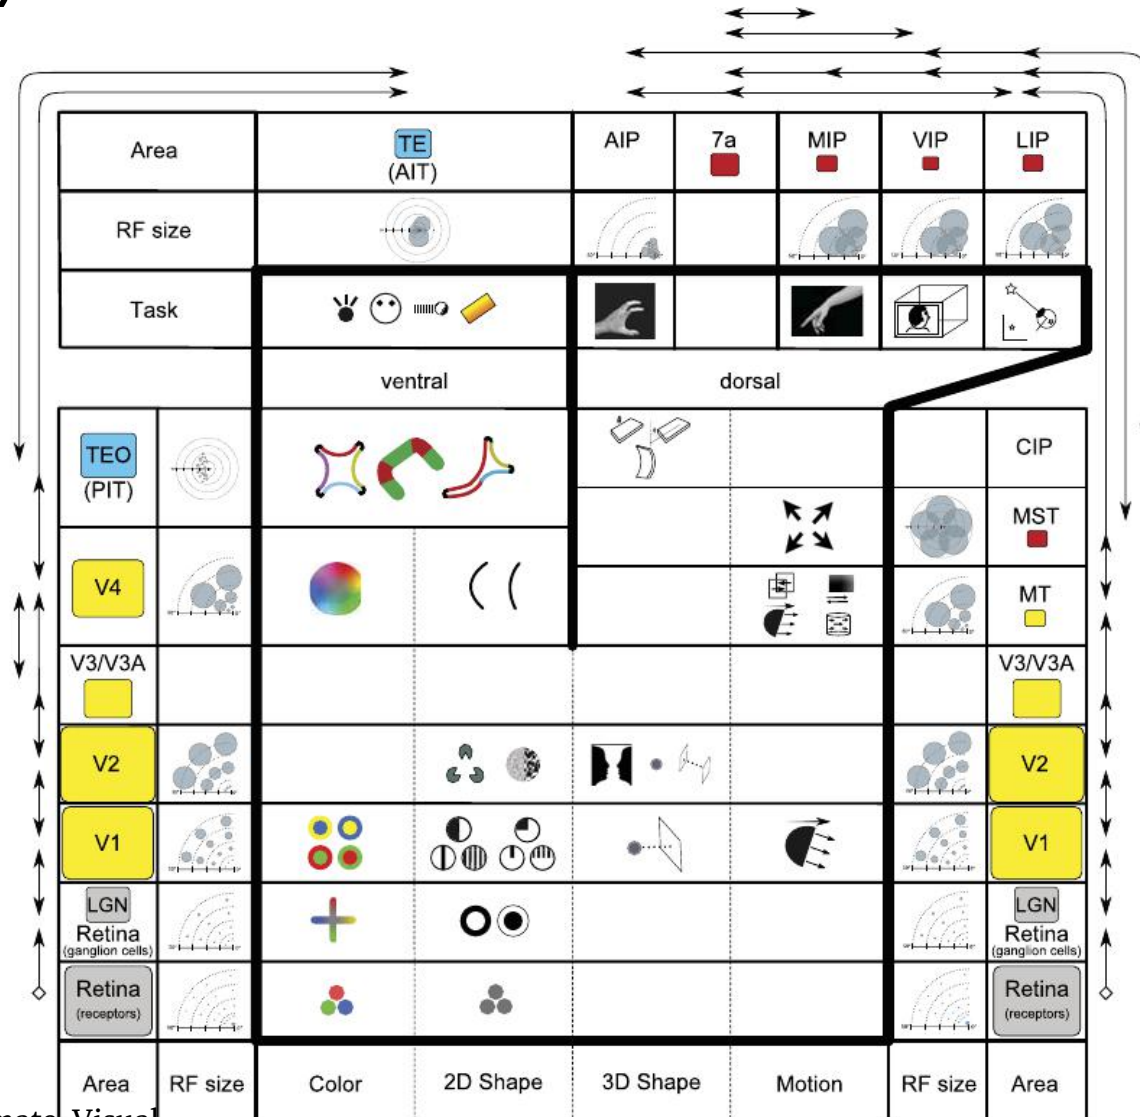 Area TE (AIT) AIP 7a MIP VIP LIP
RF size
Task
ventral dorsal
TEO (PIT) CIP
MST
V4 MT
V3/V3A V3/V3A
V2 V2
V1 V1
LGN Retina (ganglion cells) LGN Retina (ganglion cells)
Retina (receptors) Retina (receptors)
Area RF size Color 2D Shape 3D Shape Motion RF size Area